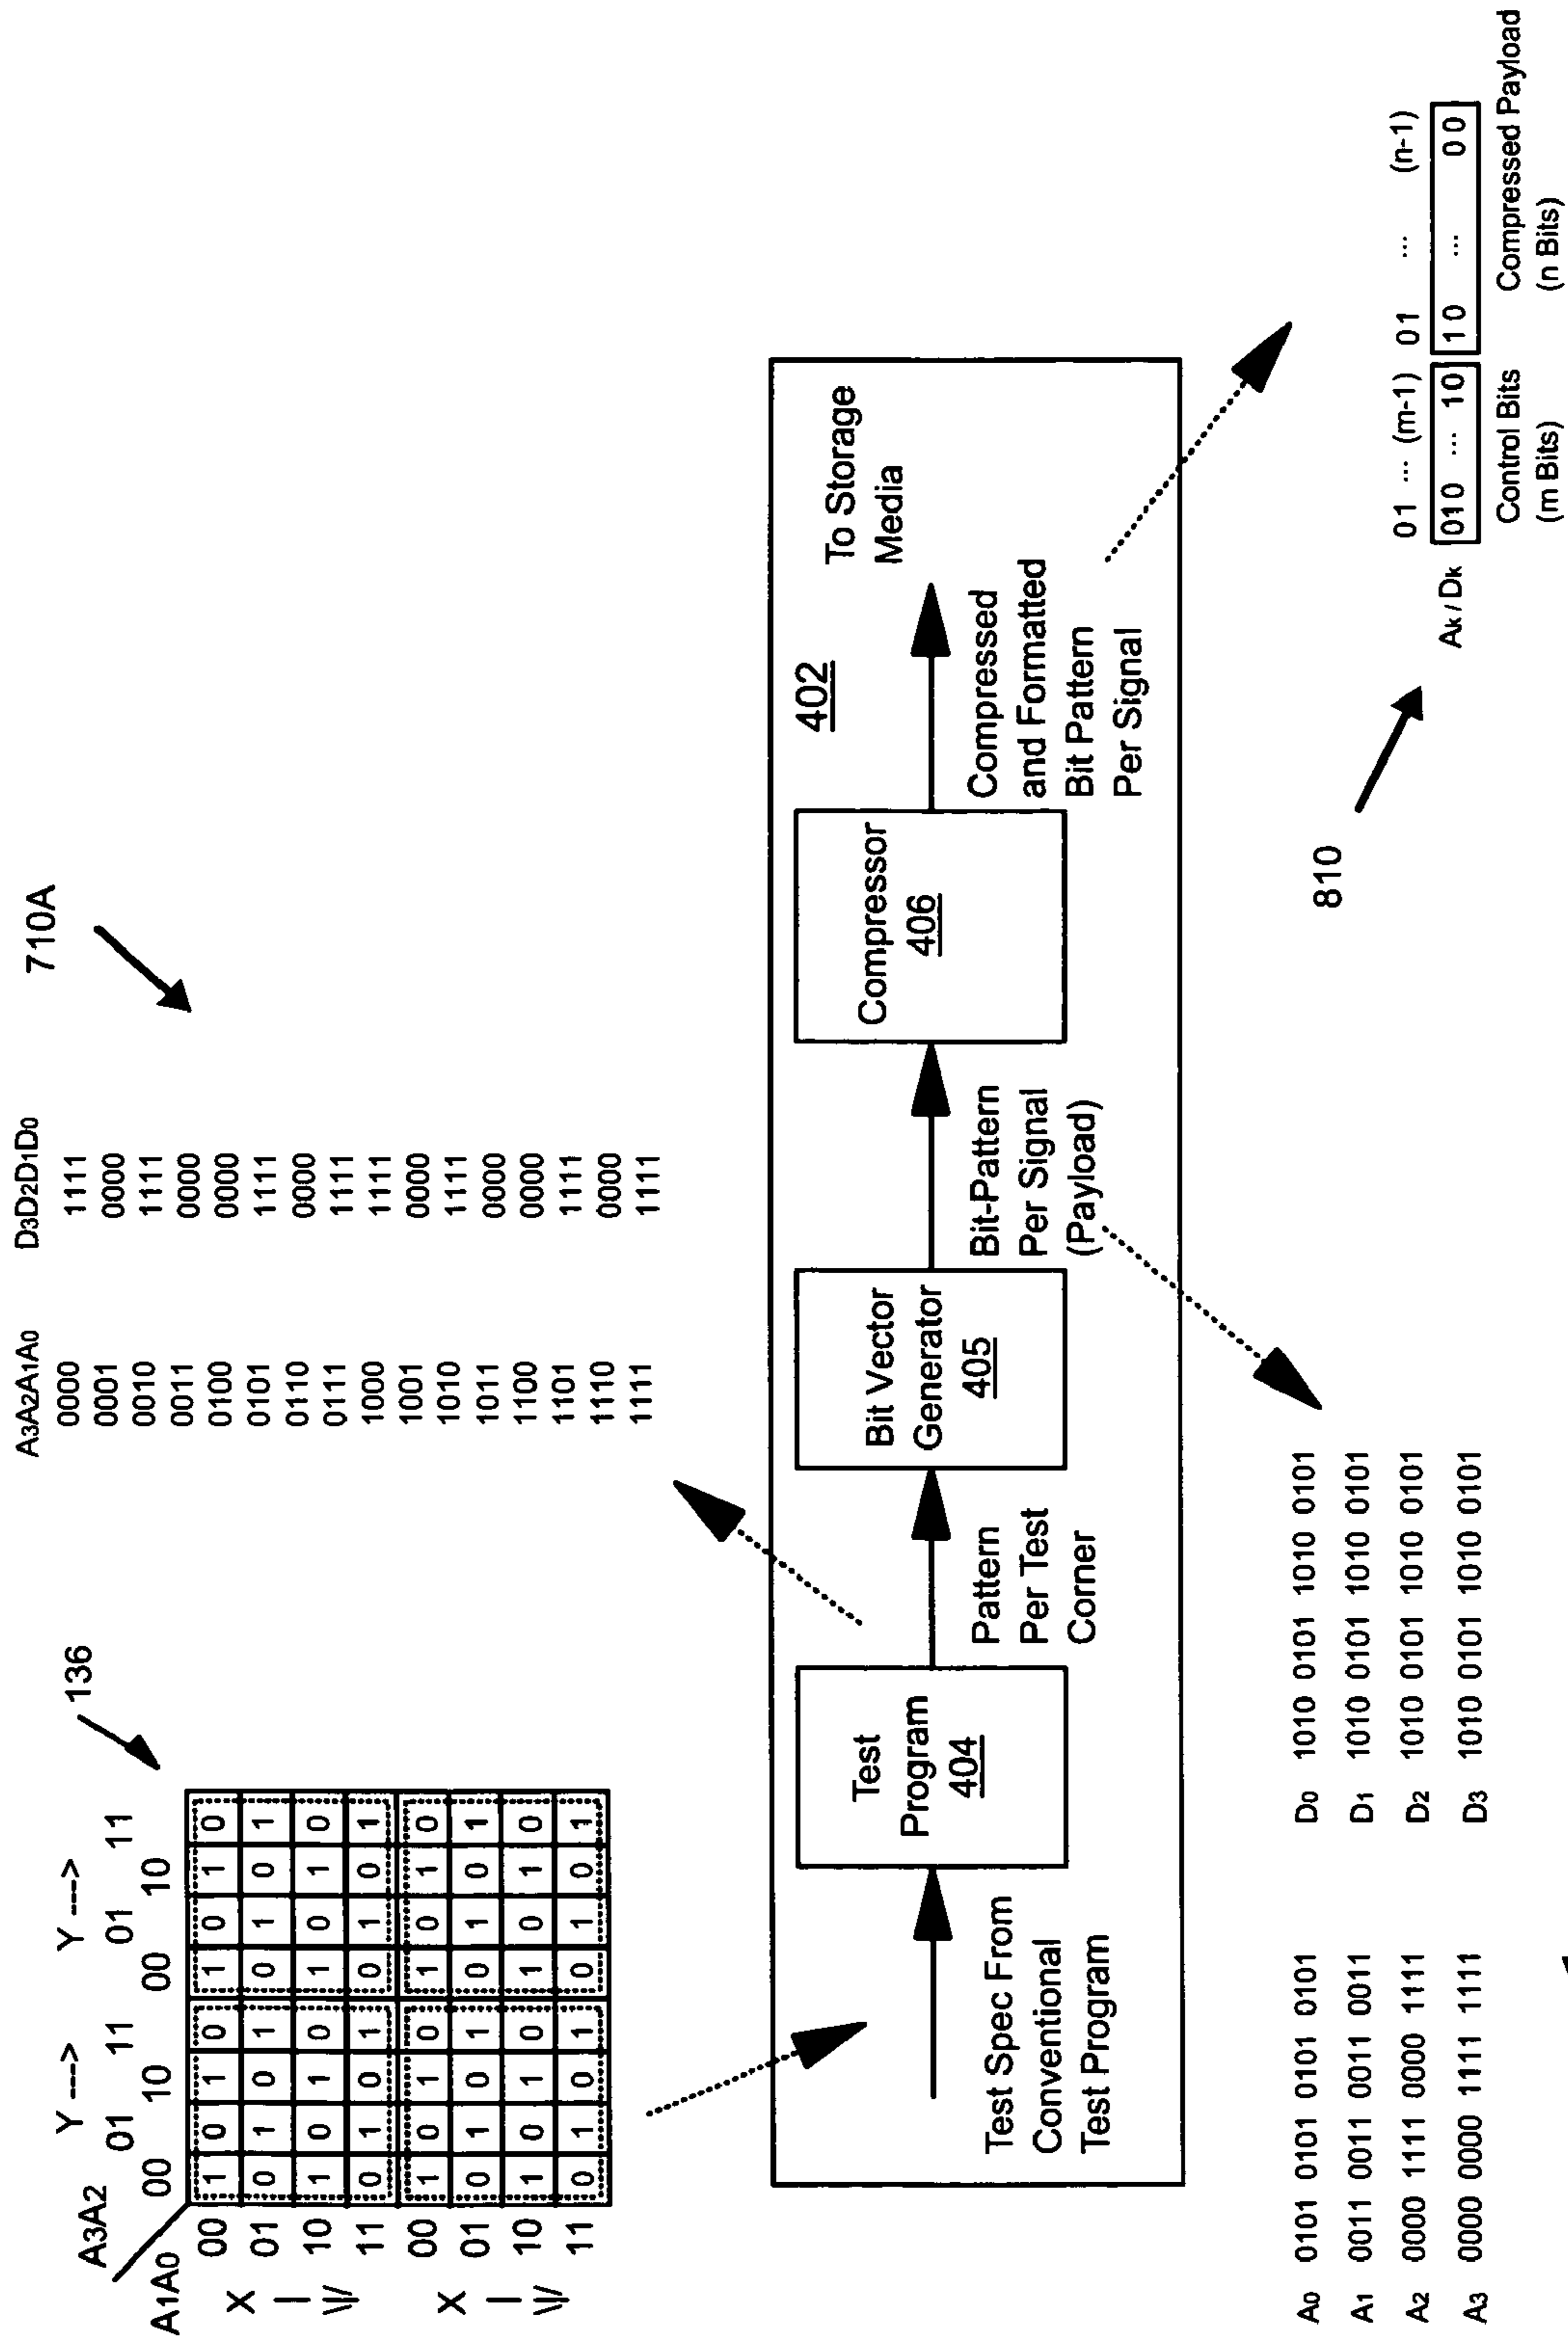 A3A2
A1A0
Y --->
Y --->
00 01 10 11 00 01 10 11
136
X
|
\|/
X
|
\|/
00 1 0 1 0 1 0 1 0
01 0 1 0 1 0 1 0 1
10 1 0 1 0 1 0 1 0
11 0 1 0 1 0 1 0 1
00 1 0 1 0 1 0 1 0
01 0 1 0 1 0 1 0 1
10 1 0 1 0 1 0 1 0
11 0 1 0 1 0 1 0 1
A3A2A1A0 D3D2D1D0
0000 1111
0001 0000
0010 1111
0011 0000
0100 0000
0101 1111
0110 0000
0111 1111
1000 1111
1001 0000
1010 1111
1011 0000
1100 0000
1101 1111
1110 0000
1111 1111
710A
Test Spec From
Conventional
Test Program
Test
Program
404
Pattern
Per Test
Corner
Bit Vector
Generator
405
Bit-Pattern
Per Signal
(Payload)
Compressor
406
402
To Storage
Media
Compressed
and Formatted
Bit Pattern
Per Signal
A0 0101 0101 0101 0101
A1 0011 0011 0011 0011
A2 0000 1111 0000 1111
A3 0000 0000 1111 1111
D0 1010 0101 1010 0101
D1 1010 0101 1010 0101
D2 1010 0101 1010 0101
D3 1010 0101 1010 0101
810
01 ... (m-1) 01 ... (n-1)
Ak / Dk 010 ... 10 10 ... 00
Control Bits
(m Bits)
Compressed Payload
(n Bits)